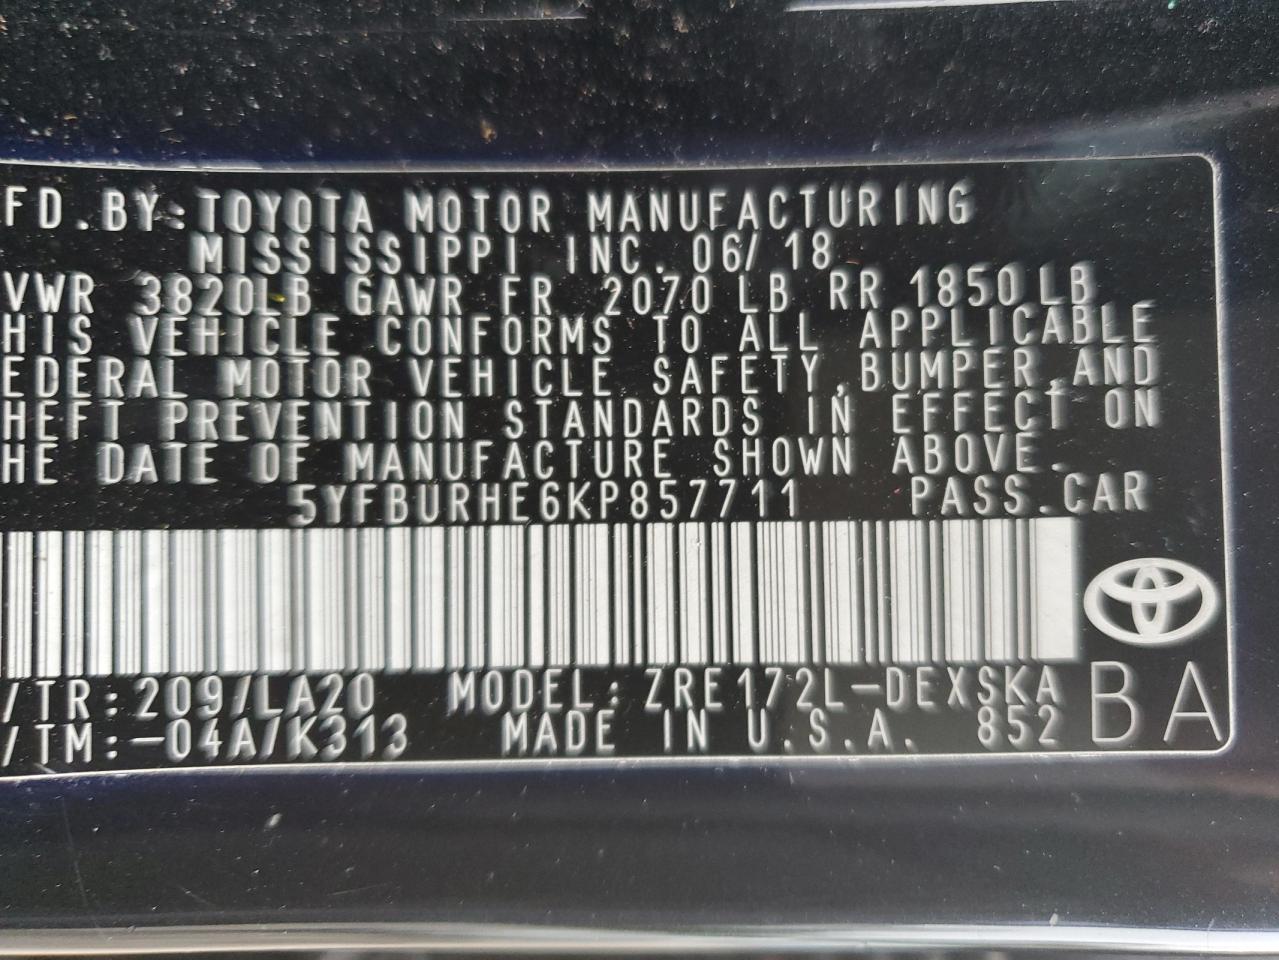 FD.BY:TOYOTA MOTOR MANUFACTURING
MISSISSIPPI INC. 06/18
VWR 3820LB GAWR FR 2070LB RR 1850LB
HIS VEHICLE CONFORMS TO ALL APPLICABLE
EDERAL MOTOR VEHICLE SAFETY,BUMPER,AND
HEFT PREVENTION STANDARDS IN EFFECT ON
HE DATE OF MANUFACTURE SHOWN ABOVE.
5YFBURHE6KP857711 PASS.CAR
/TR:209/LA20 MODEL:ZRE172L-DEXSKA
/TM:-04A/K313 MADE IN U.S.A. 852 BA